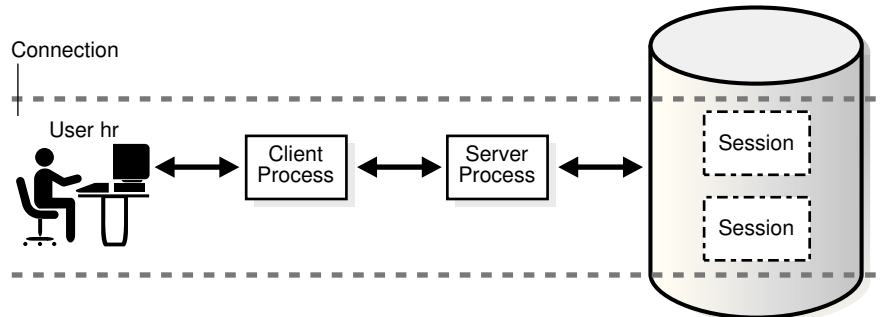 Connection
User hr
Client
Process
Server
Process
Session
Session